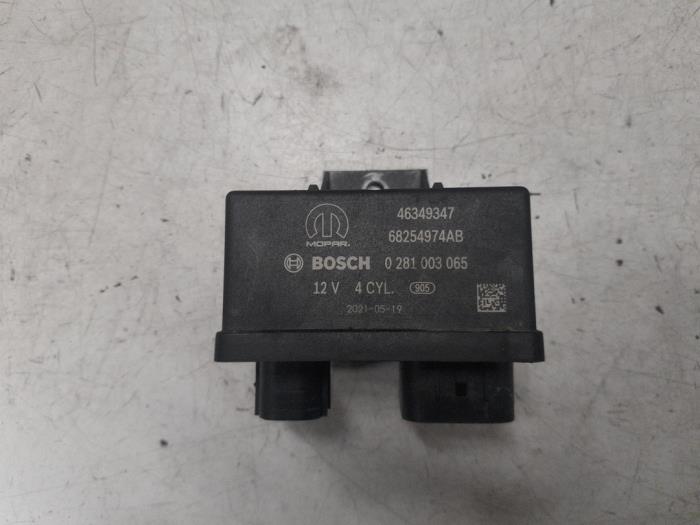 46349347
MOPAR. 68254974AB
BOSCH 0 281 003 065
12 V 4 CYL. 905
2021-05-19